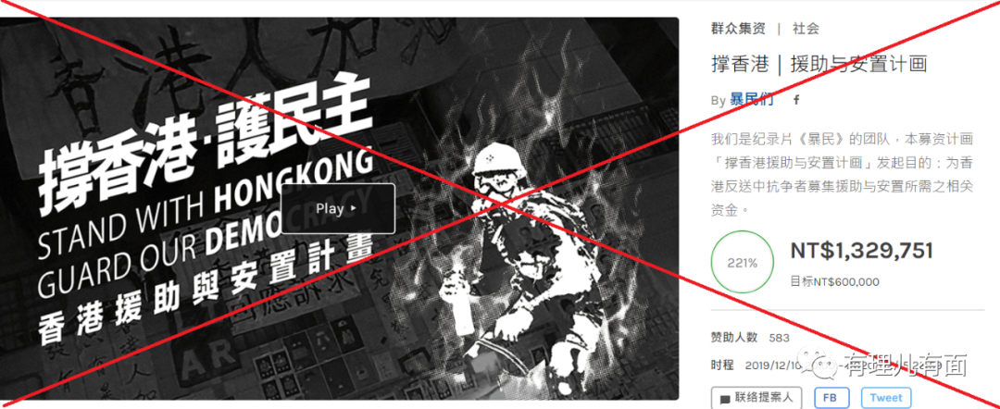 撐香港·護民主
STAND WITH HONGKONG
GUARD OUR DEMOCRACY
香港援助與安置計畫
Play ▸
群众集资 | 社会
撑香港｜援助与安置计画
By 暴民们
我们是纪录片《暴民》的团队，本募资计画
「撑香港援助与安置计画」发起目的：为香
港反送中抗争者募集援助与安置所需之相关
资金。
221%
NT$1,329,751
目标NT$600,000
赞助人数 583
时程 2019/12/10
有理儿有面
联络提案人
FB
Tweet